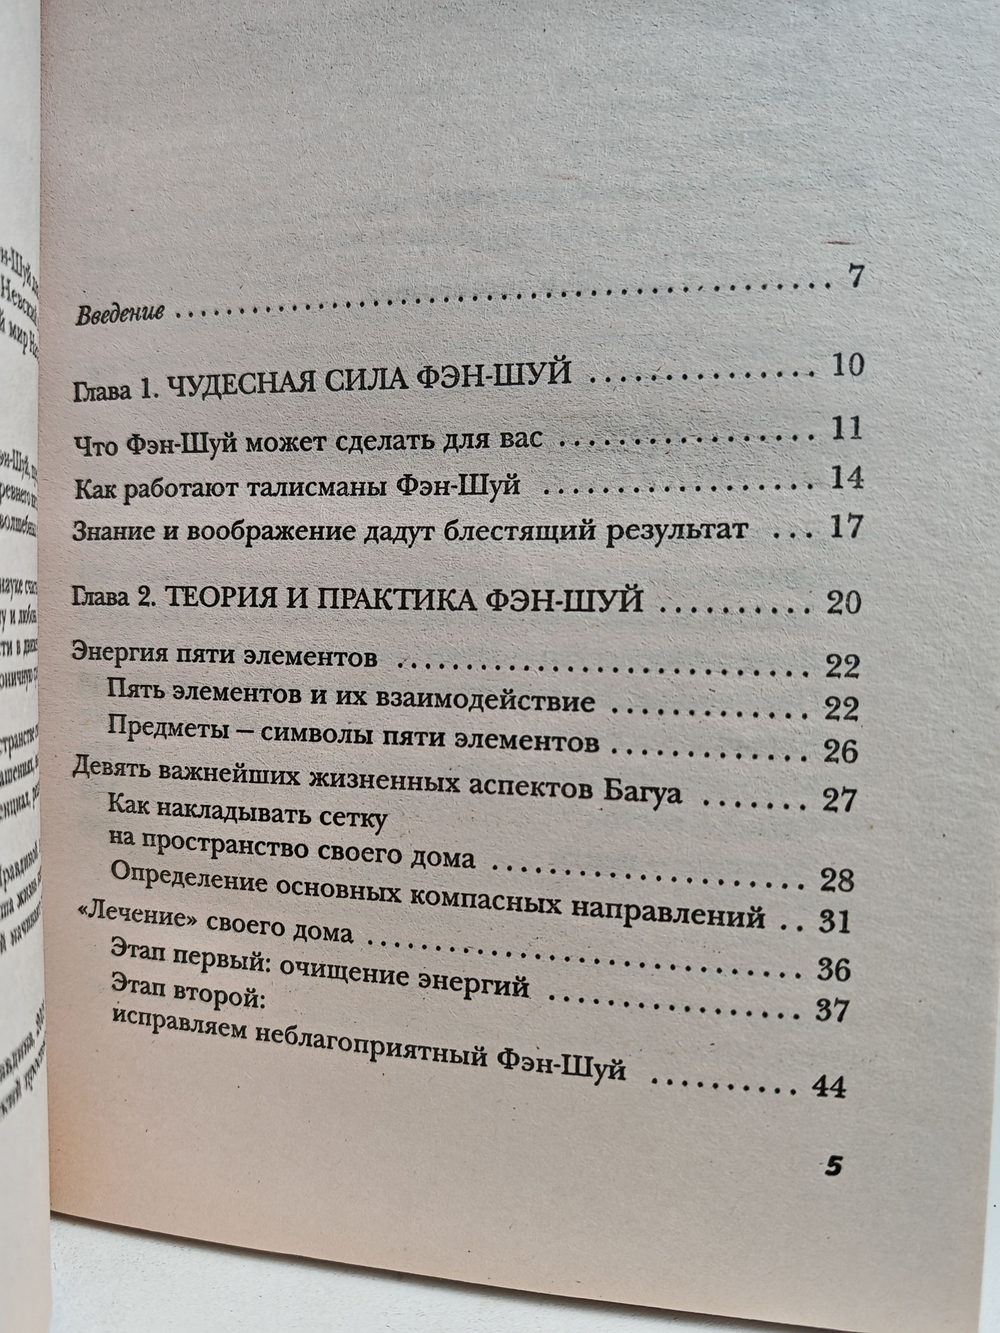 Введение ........................................ 7
Глава 1. ЧУДЕСНАЯ СИЛА ФЭН-ШУЙ .............. 10
Что Фэн-Шуй может сделать для вас ................ 11
Как работают талисманы Фэн-Шуй ................. 14
Знание и воображение дадут блестящий результат ... 17
Глава 2. ТЕОРИЯ И ПРАКТИКА ФЭН-ШУЙ .......... 20
Энергия пяти элементов .......................... 22
Пять элементов и их взаимодействие ............ 22
Предметы — символы пяти элементов ........... 26
Девять важнейших жизненных аспектов Багуа ....... 27
Как накладывать сетку
на пространство своего дома .................... 28
Определение основных компасных направлений .. 31
«Лечение» своего дома ............................ 36
Этап первый: очищение энергий ................ 37
Этап второй:
исправляем неблагоприятный Фэн-Шуй .......... 44
5